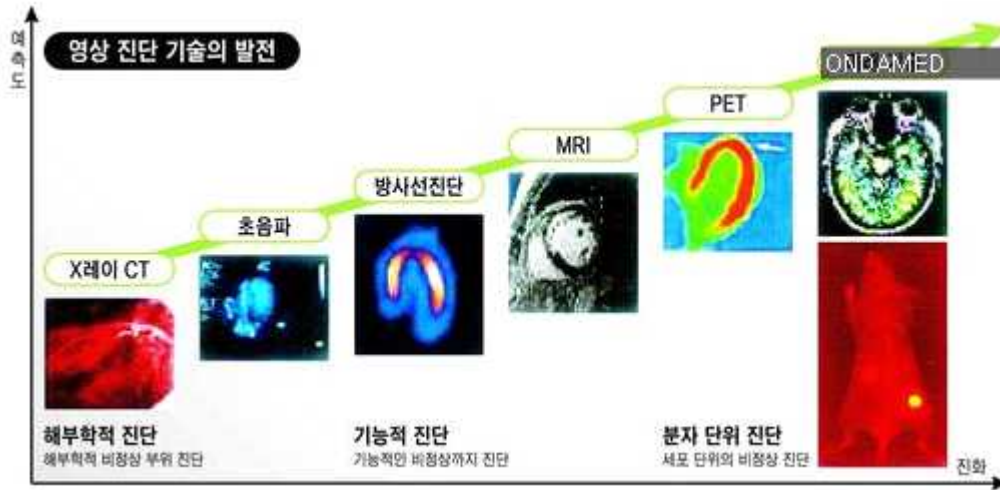 예측도
영상 진단 기술의 발전
ONDAMED
PET
MRI
방사선진단
초음파
X레이 CT
해부학적 진단
해부학적 비정상 부위 진단
기능적 진단
기능적인 비정상까지 진단
분자 단위 진단
세포 단위의 비정상 진단
진화